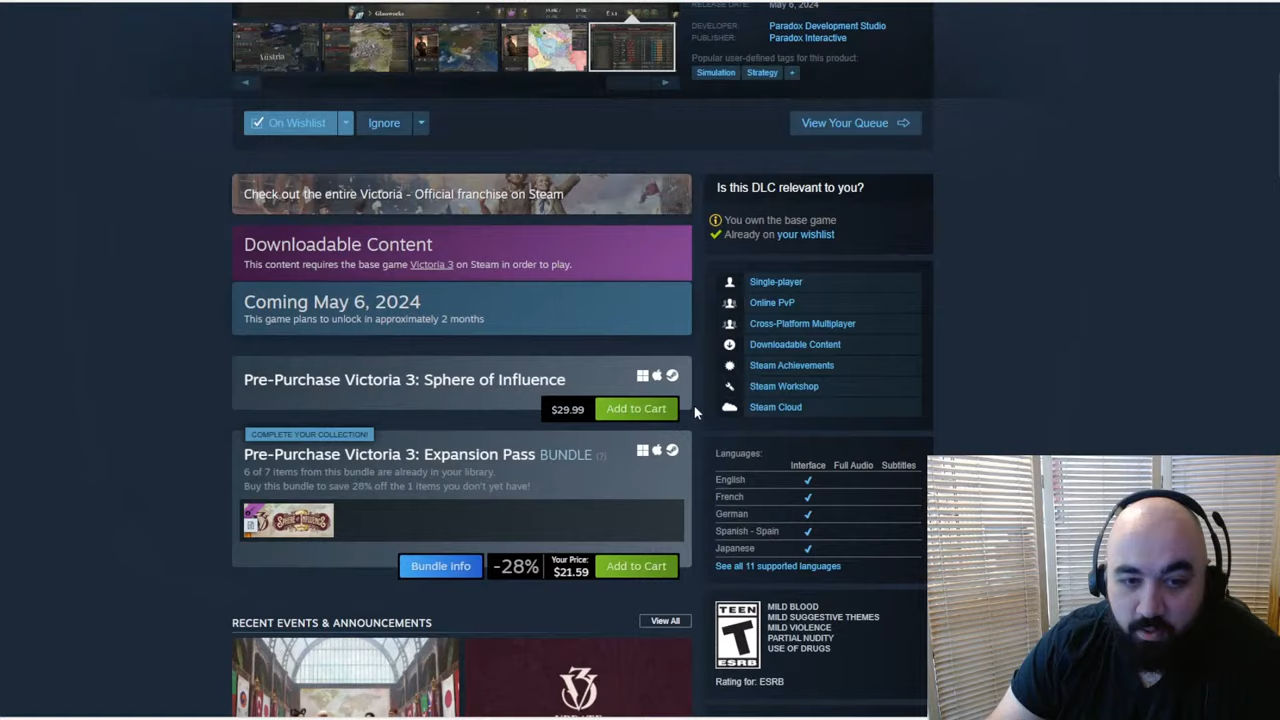 Glassworks
Austria
RELEASE DATE: May 6, 2024
DEVELOPER: Paradox Development Studio
PUBLISHER: Paradox Interactive
Popular user-defined tags for this product:
Simulation Strategy +
On Wishlist
Ignore
View Your Queue
Check out the entire Victoria - Official franchise on Steam
Downloadable Content
This content requires the base game Victoria 3 on Steam in order to play.
Coming May 6, 2024
This game plans to unlock in approximately 2 months
Pre-Purchase Victoria 3: Sphere of Influence
$29.99 Add to Cart
COMPLETE YOUR COLLECTION!
Pre-Purchase Victoria 3: Expansion Pass BUNDLE (?)
6 of 7 items from this bundle are already in your library.
Buy this bundle to save 28% off the 1 items you don't yet have!
SPHERE OF INFLUENCE
Bundle info -28% Your Price: $21.59 Add to Cart
RECENT EVENTS & ANNOUNCEMENTS
View All
Is this DLC relevant to you?
You own the base game
Already on your wishlist
Single-player
Online PvP
Cross-Platform Multiplayer
Downloadable Content
Steam Achievements
Steam Workshop
Steam Cloud
Languages:
Interface Full Audio Subtitles
English
French
German
Spanish - Spain
Japanese
See all 11 supported languages
TEEN
T
ESRB
MILD BLOOD
MILD SUGGESTIVE THEMES
MILD VIOLENCE
PARTIAL NUDITY
USE OF DRUGS
Rating for: ESRB